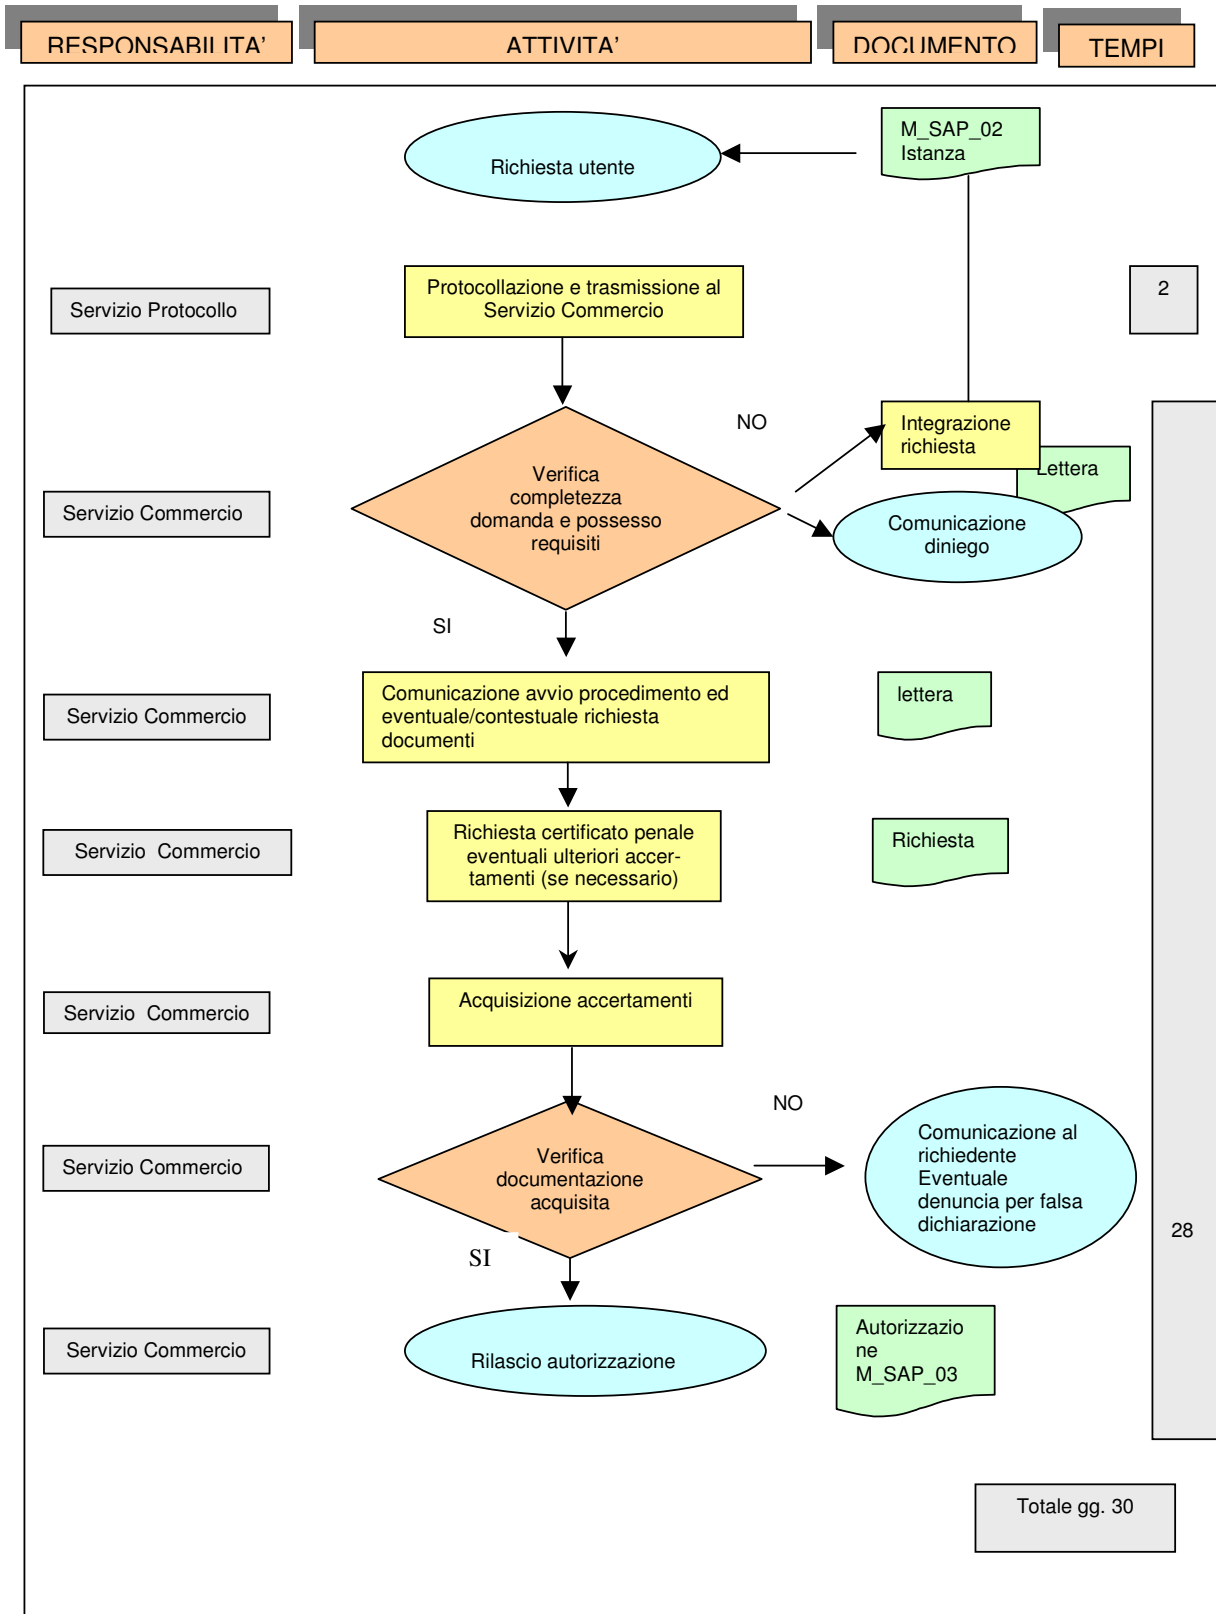 RESPONSABILITA’
ATTIVITA’
DOCUMENTO
TEMPI
M_SAP_02
Istanza
Richiesta utente
Protocollazione e trasmissione al
Servizio Commercio
Servizio Protocollo
2
NO
Integrazione
richiesta
Lettera
Verifica
completezza
domanda e possesso
requisiti
Servizio Commercio
Comunicazione
diniego
SI
Comunicazione avvio procedimento ed
eventuale/contestuale richiesta
documenti
Servizio Commercio
lettera
Richiesta certificato penale
eventuali ulteriori accer-
tamenti (se necessario)
Servizio  Commercio
Richiesta
Acquisizione accertamenti
Servizio  Commercio
NO
Verifica
documentazione
acquisita
Servizio Commercio
Comunicazione al
richiedente
Eventuale
denuncia per falsa
dichiarazione
28
SI
Rilascio autorizzazione
Servizio Commercio
Autorizzazio
ne
M_SAP_03
Totale gg. 30